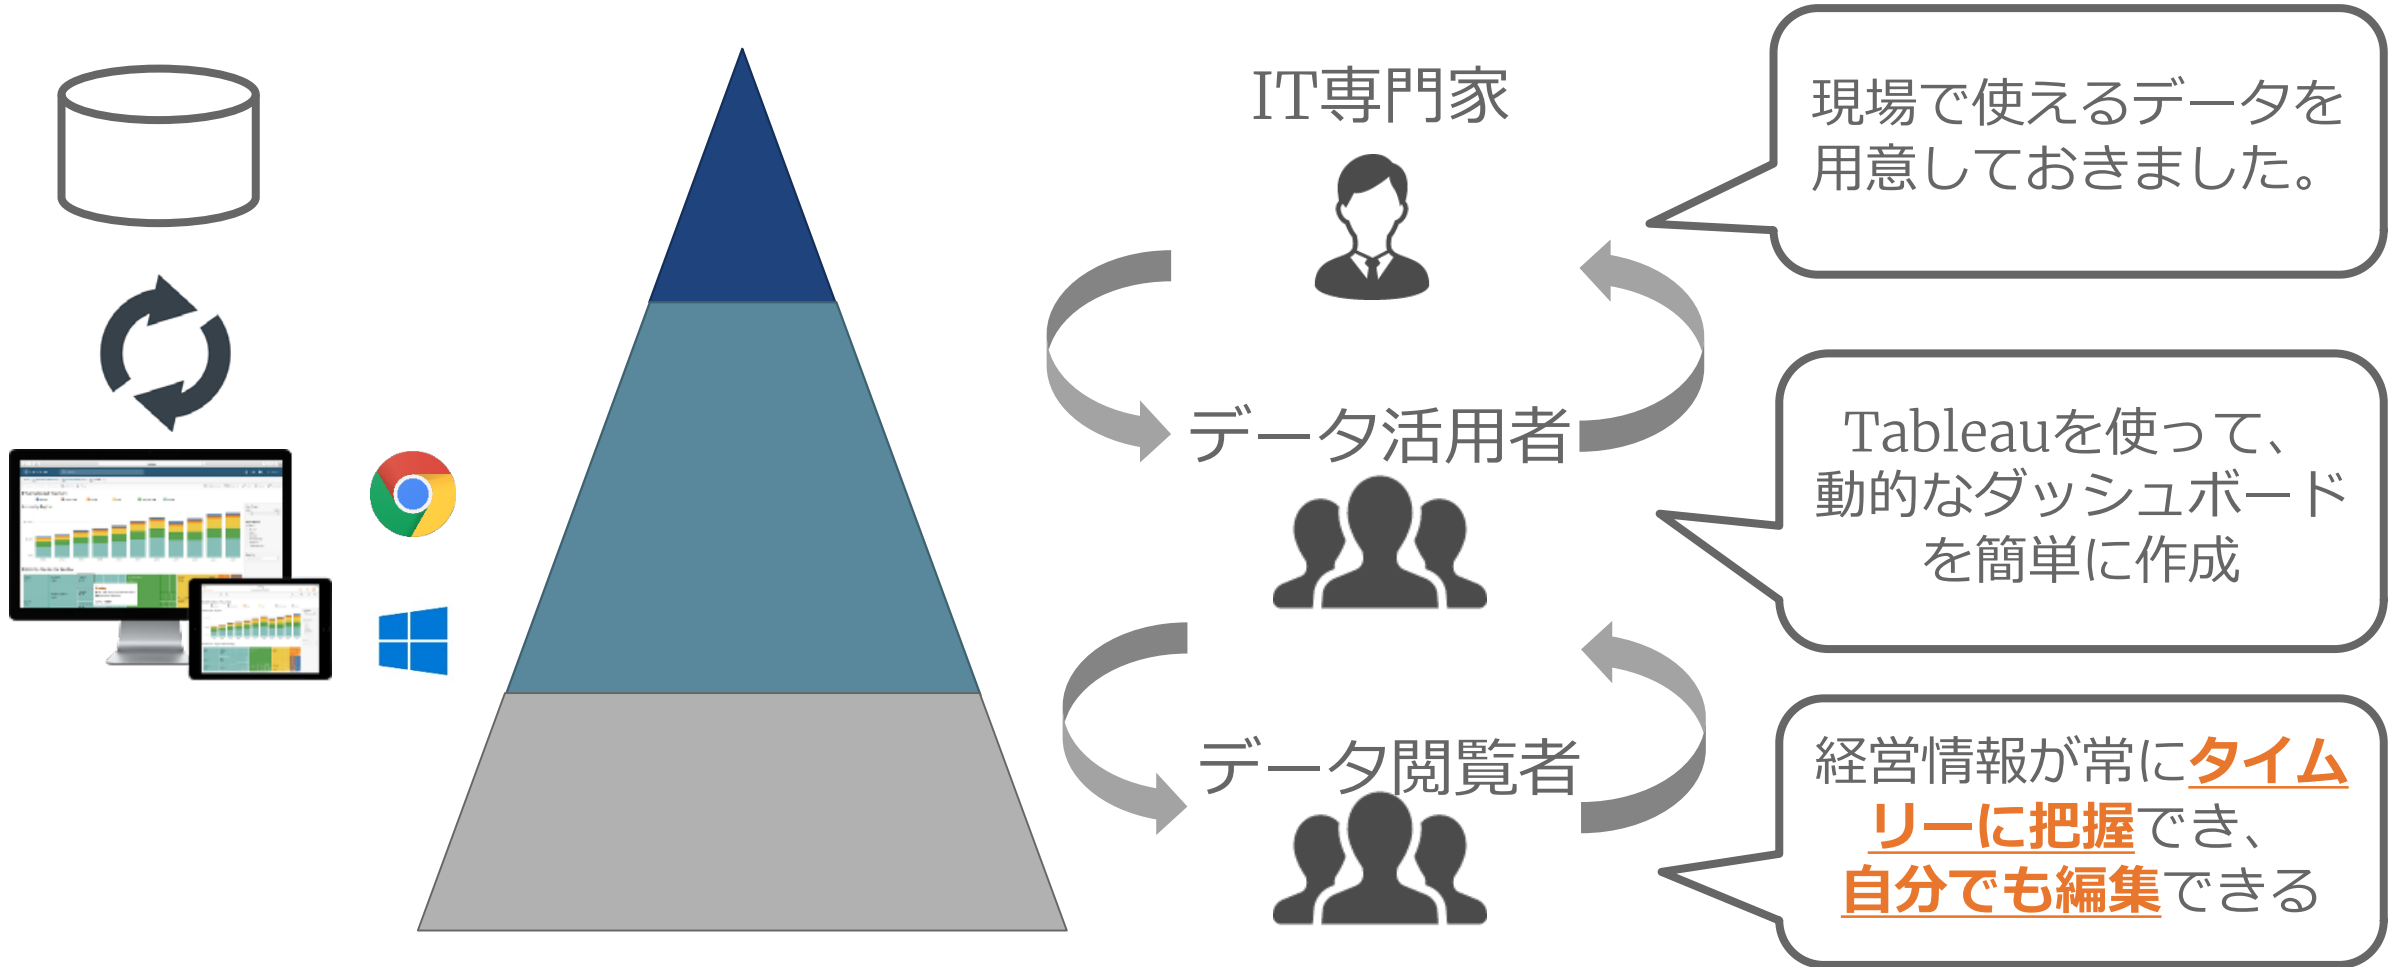 IT専門家
現場で使えるデータを
用意しておきました。
データ活用者
Tableauを使って、
動的なダッシュボード
を簡単に作成
データ閲覧者
経営情報が常にタイム
リーに把握でき、
自分でも編集できる